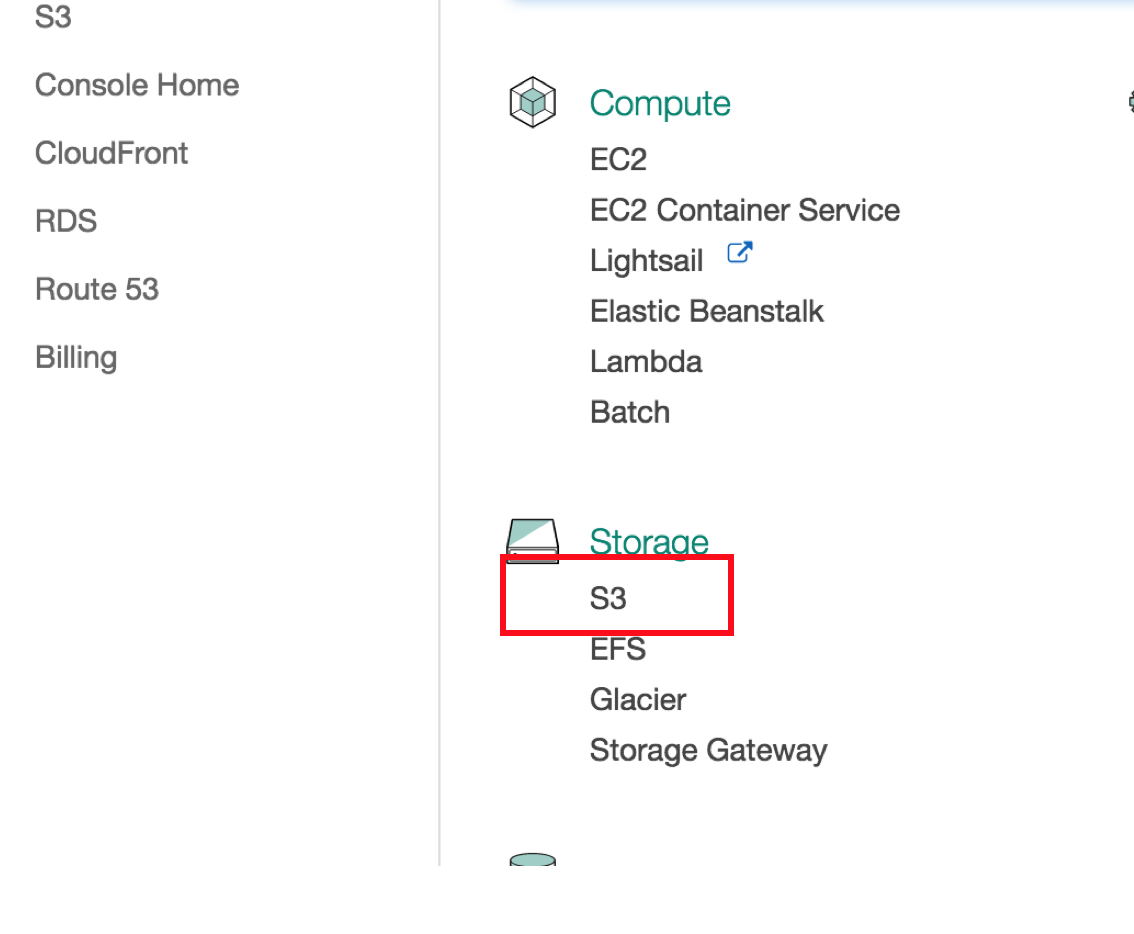 S3
Console Home
CloudFront
RDS
Route 53
Billing
Compute
EC2
EC2 Container Service
Lightsail
Elastic Beanstalk
Lambda
Batch
Storage
S3
EFS
Glacier
Storage Gateway